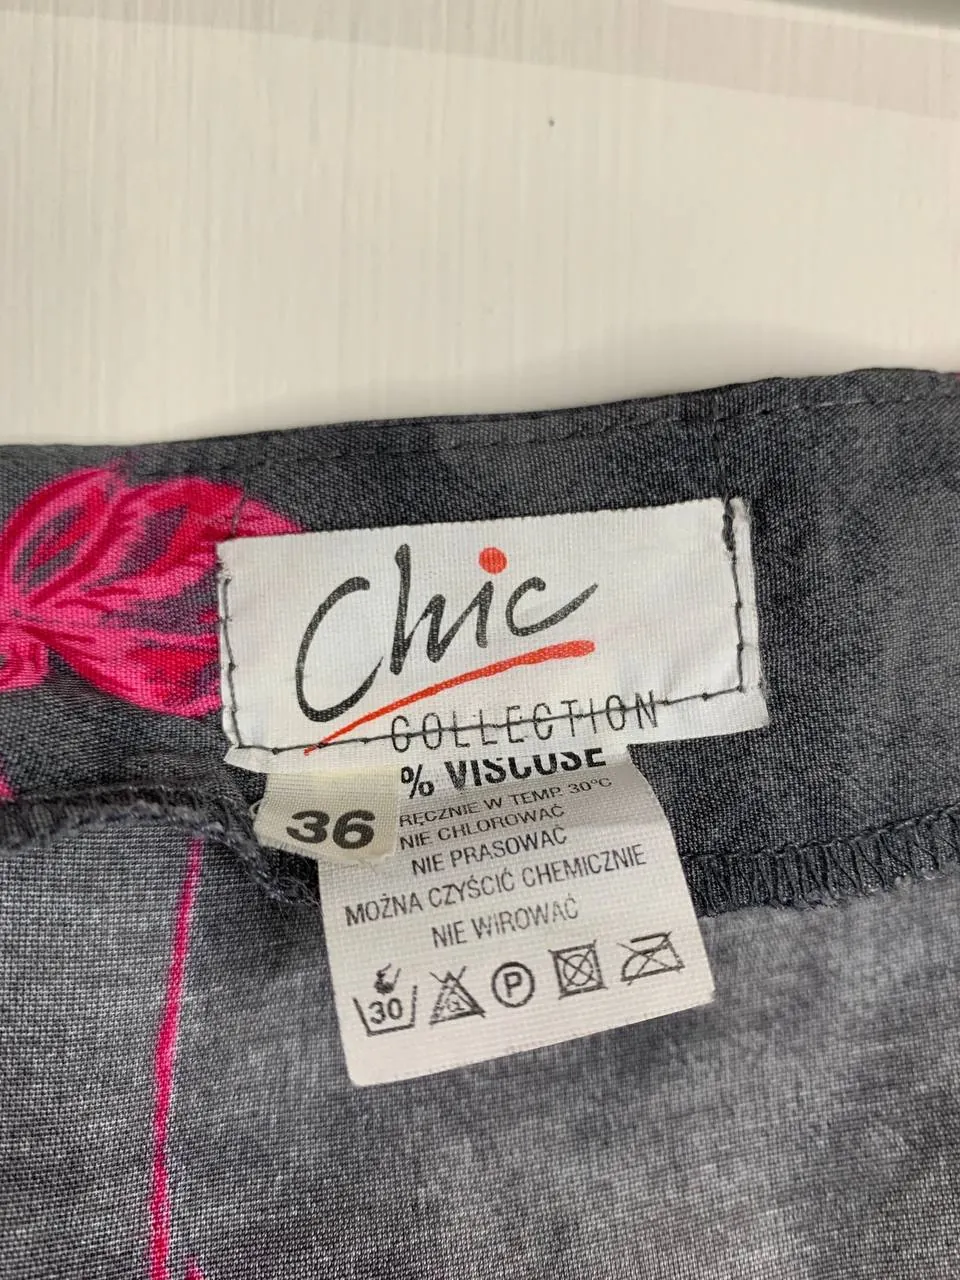 Chic
COLLECTION
36
% VISCOSE
RĘCZNIE W TEMP. 30°C
NIE CHLOROWAĆ
NIE PRASOWAĆ
MOŻNA CZYŚCIĆ CHEMICZNIE
NIE WIROWAĆ
30
P